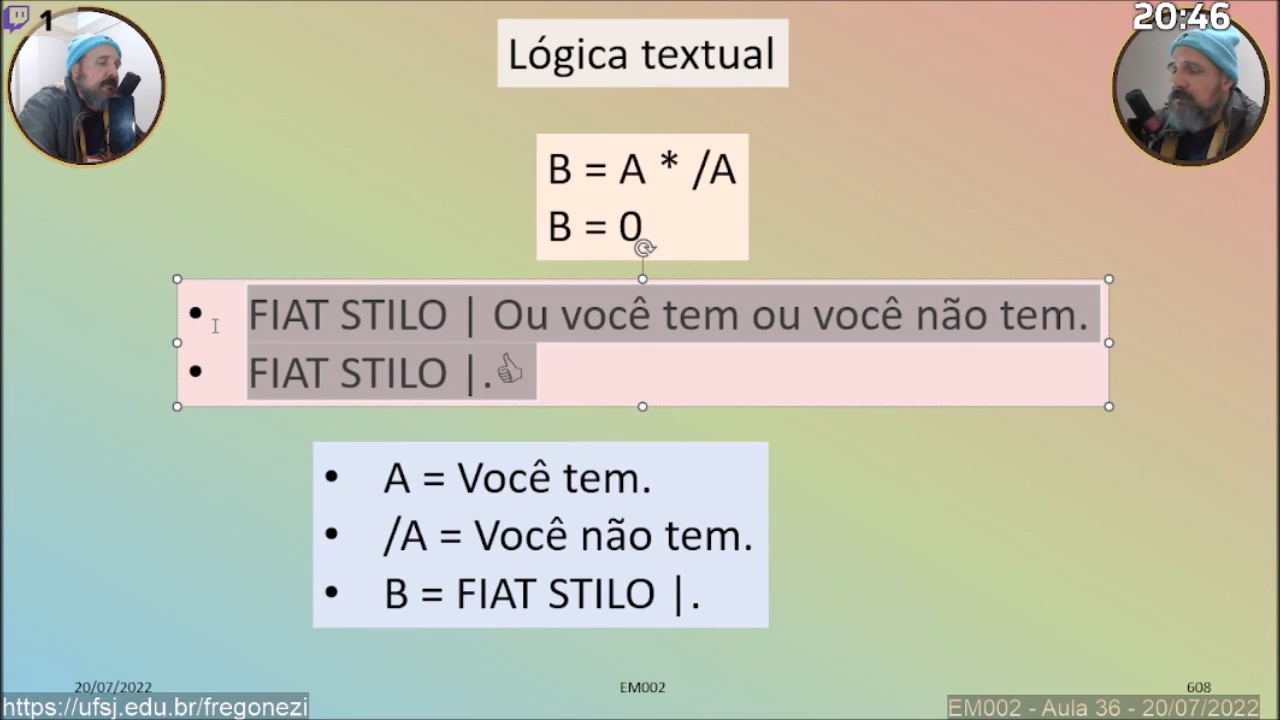 1
20:46
Lógica textual
B = A * /A
B = 0
• FIAT STILO | Ou você tem ou você não tem.
• FIAT STILO |.👍
• A = Você tem.
• /A = Você não tem.
• B = FIAT STILO |.
20/07/2022
EM002
608
https://ufsj.edu.br/fregonezi
EM002 - Aula 36 - 20/07/2022